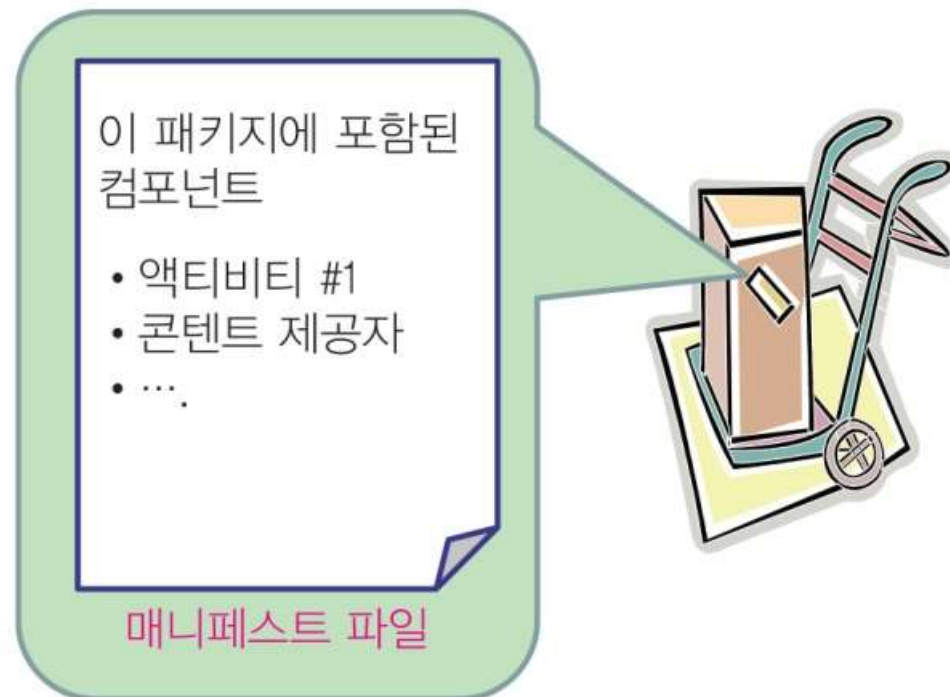 이 패키지에 포함된
컴포넌트
• 액티비티 #1
• 콘텐트 제공자
• ….
매니페스트 파일